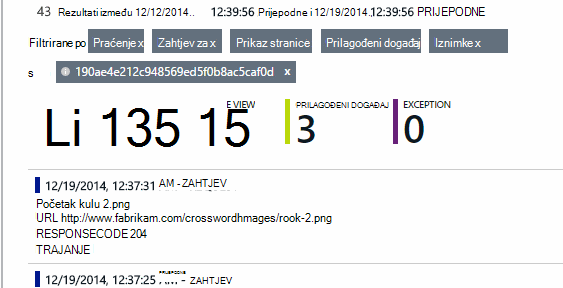 43 Rezultati između 12/12/2014.. 12:39:56 Prijepodne i 12/19/2014.. 12:39:56 PRIJEPODNE
Filtrirane po Praćenje x Zahtjev za x Prikaz stranice Prilagođeni događaj Iznimke x
s 190ae4e212c948569ed5f0b8ac5caf0d x
Li 135 15 E VIEW PRILAGOĐENI DOGAĐAJ 3 EXCEPTION 0
12/19/2014, 12:37:31 AM - ZAHTJEV
Početak kulu 2.png
URL http://www.fabrikam.com/crosswordhmages/rook-2.png
RESPONSECODE 204
TRAJANJE
12/19/2014, 12:37:25 - ZAHTJEV